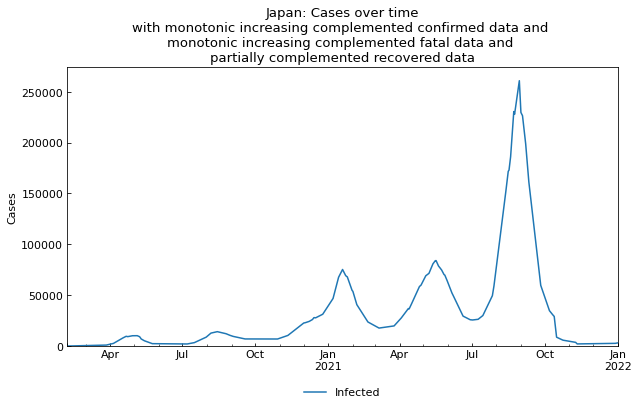 Japan: Cases over time
with monotonic increasing complemented confirmed data and
monotonic increasing complemented fatal data and
partially complemented recovered data
250000
200000
150000
100000
50000
0
Cases
Apr Jul Oct Jan Apr Jul Oct Jan
2021 2022
Infected